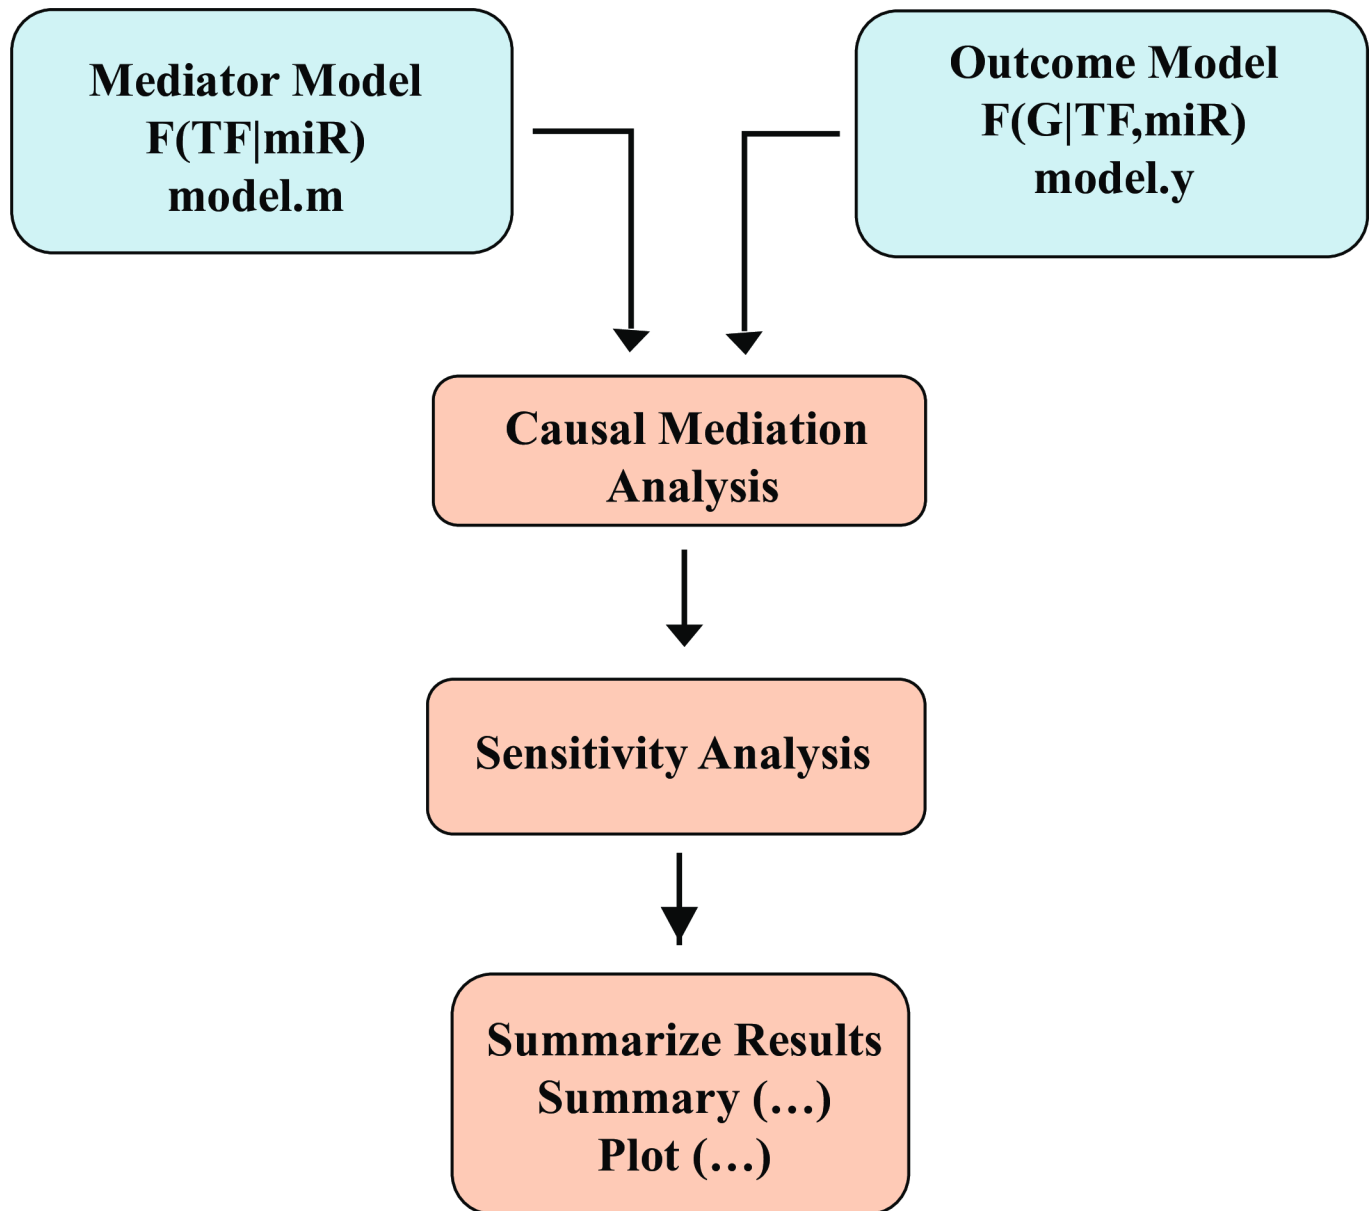 Mediator Model
F(TF|miR)
model.m
Outcome Model
F(G|TF,miR)
model.y
Causal Mediation
Analysis
Sensitivity Analysis
Summarize Results
Summary (…)
Plot (…)